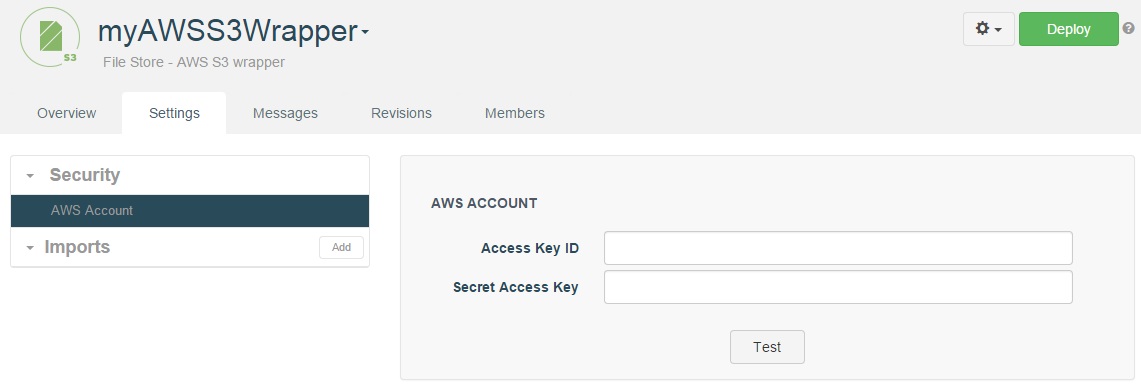 S3
myAWSS3Wrapper
File Store - AWS S3 wrapper
Deploy
?
Overview Settings Messages Revisions Members
Security
AWS Account
Imports Add
AWS ACCOUNT
Access Key ID
Secret Access Key
Test